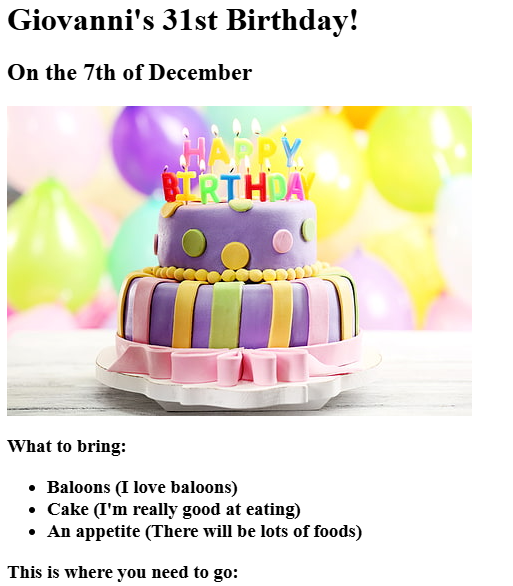 Giovanni's 31st Birthday!
On the 7th of December
HAPPY
BIRTHDAY
What to bring:
Baloons (I love baloons)
Cake (I'm really good at eating)
An appetite (There will be lots of foods)
This is where you need to go: